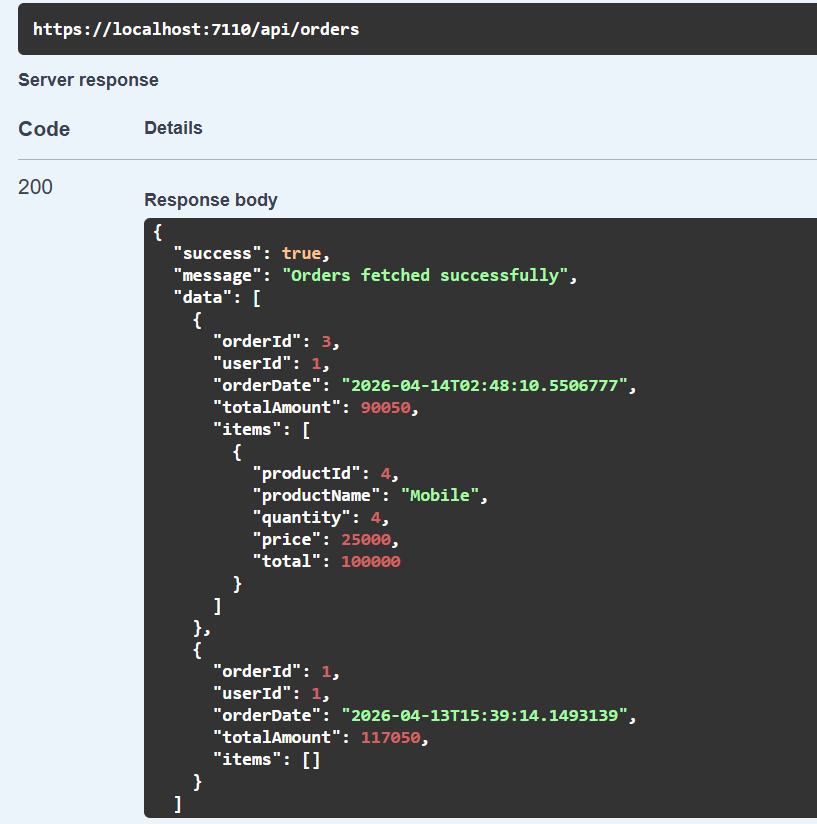 https://localhost:7110/api/orders
Server response
Code Details
200
Response body
{
  "success": true,
  "message": "Orders fetched successfully",
  "data": [
    {
      "orderId": 3,
      "userId": 1,
      "orderDate": "2026-04-14T02:48:10.5506777",
      "totalAmount": 90050,
      "items": [
        {
          "productId": 4,
          "productName": "Mobile",
          "quantity": 4,
          "price": 25000,
          "total": 100000
        }
      ]
    },
    {
      "orderId": 1,
      "userId": 1,
      "orderDate": "2026-04-13T15:39:14.1493139",
      "totalAmount": 117050,
      "items": []
    }
  ]